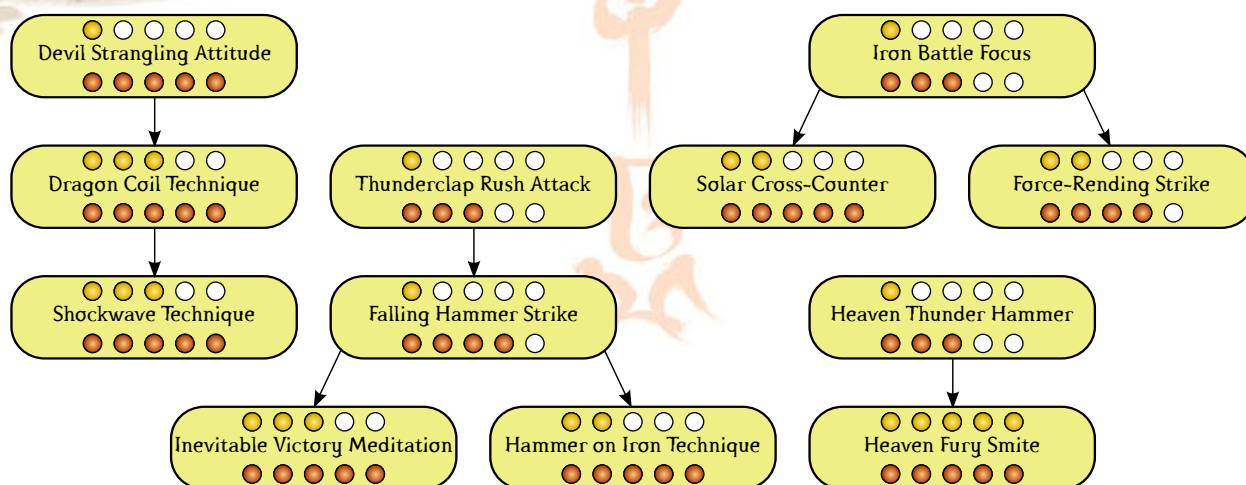 Devil Strangling Attitude
Iron Battle Focus
Dragon Coil Technique
Thunderclap Rush Attack
Solar Cross-Counter
Force-Rending Strike
Shockwave Technique
Falling Hammer Strike
Heaven Thunder Hammer
Inevitable Victory Meditation
Hammer on Iron Technique
Heaven Fury Smite